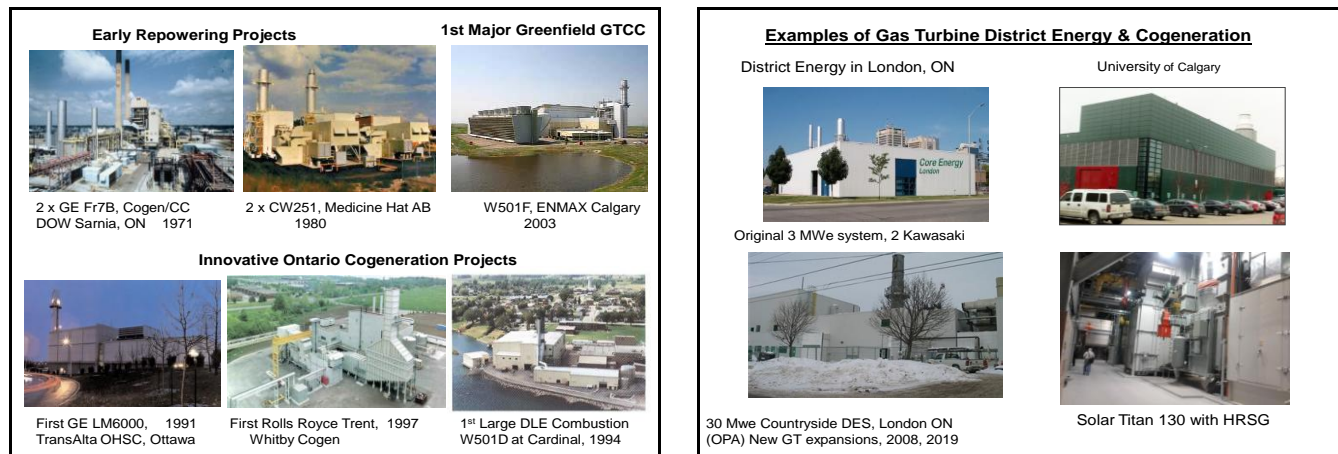 Early Repowering Projects
1st Major Greenfield GTCC
2 x GE Fr7B, Cogen/CC
DOW Sarnia, ON 1971
2 x CW251, Medicine Hat AB
1980
W501F, ENMAX Calgary
2003
Innovative Ontario Cogeneration Projects
First GE LM6000, 1991
TransAlta OHSC, Ottawa
First Rolls Royce Trent, 1997
Whitby Cogen
1st Large DLE Combustion
W501D at Cardinal, 1994
Examples of Gas Turbine District Energy & Cogeneration
District Energy in London, ON
University of Calgary
Core Energy
London
Original 3 MWe system, 2 Kawasaki
30 Mwe Countryside DES, London ON
(OPA) New GT expansions, 2008, 2019
Solar Titan 130 with HRSG